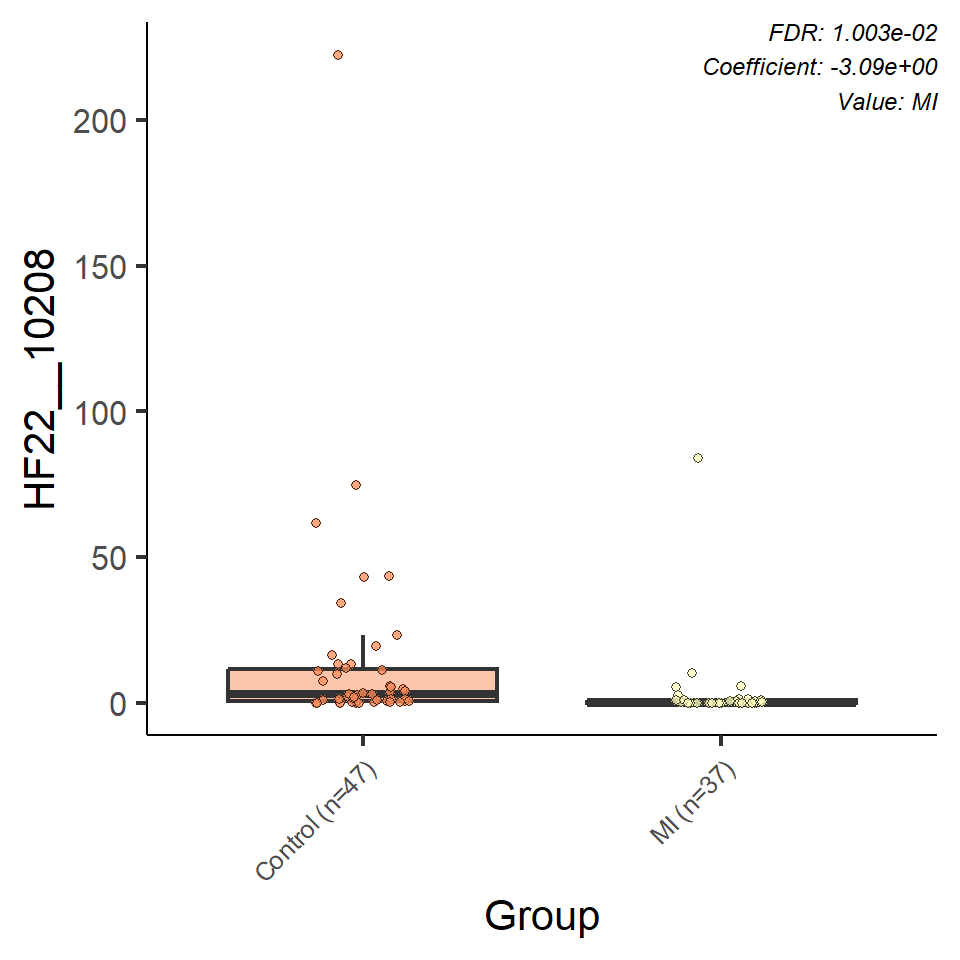 FDR: 1.003e-02
Coefficient: -3.09e+00
Value: MI
HF22__10208
200
150
100
50
0
Control (n=47)
MI (n=37)
Group